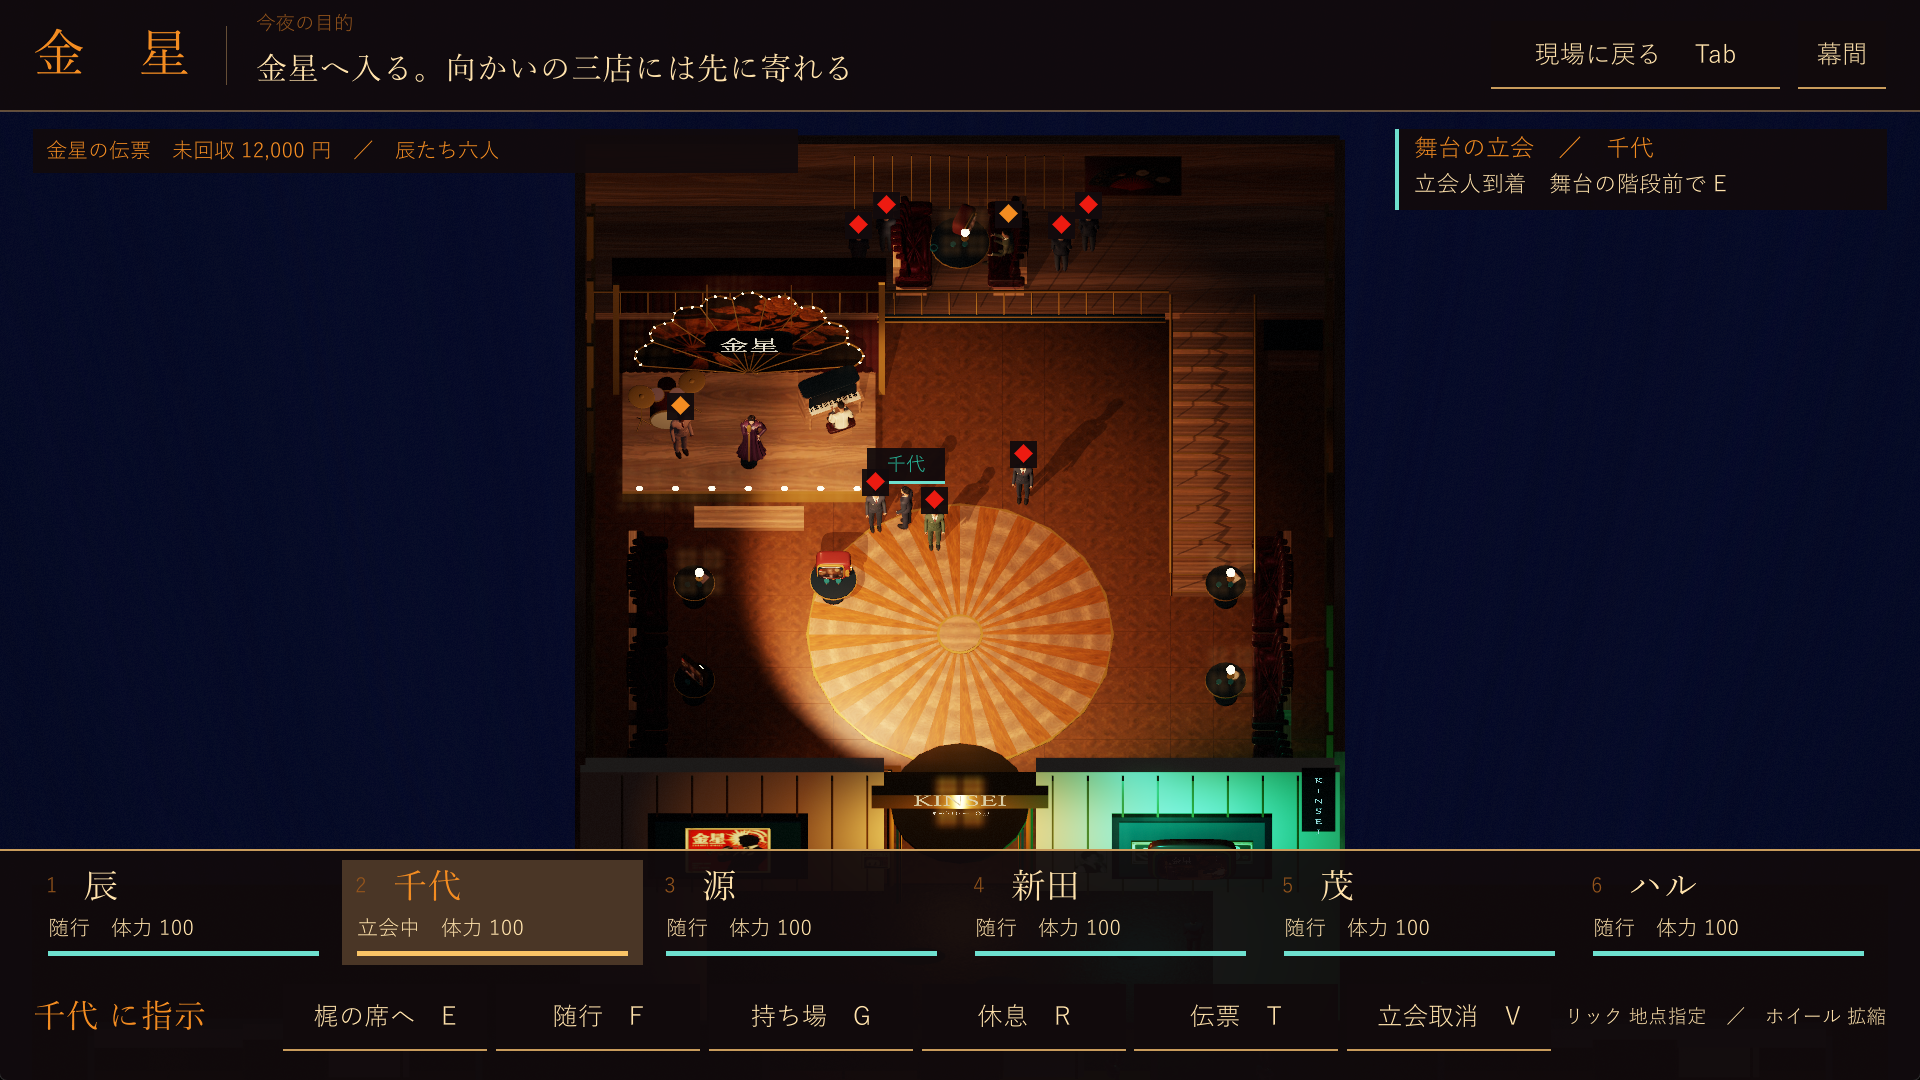 金星
今夜の目的
金星へ入る。向かいの三店には先に寄れる
現場に戻る Tab
幕間
金星の伝票 未回収 12,000 円 ／ 辰たち六人
舞台の立会 ／ 千代
立会人到着 舞台の階段前で E
金星
千代
KINSEI
KINSEI
金星
1 辰
随行 体力 100
2 千代
立会中 体力 100
3 源
随行 体力 100
4 新田
随行 体力 100
5 茂
随行 体力 100
6 ハル
随行 体力 100
千代 に指示
梶の席へ E
随行 F
持ち場 G
休息 R
伝票 T
立会取消 V
リック 地点指定 ／ ホイール 拡縮